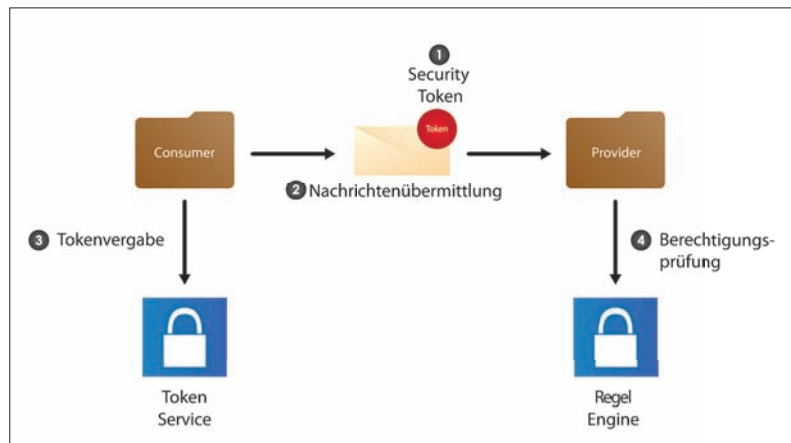 1
Security
Token
Token
Consumer
Provider
2 Nachrichtenübermittlung
3 Tokenvergabe
4 Berechtigungs-
prüfung
Token
Service
Regel
Engine